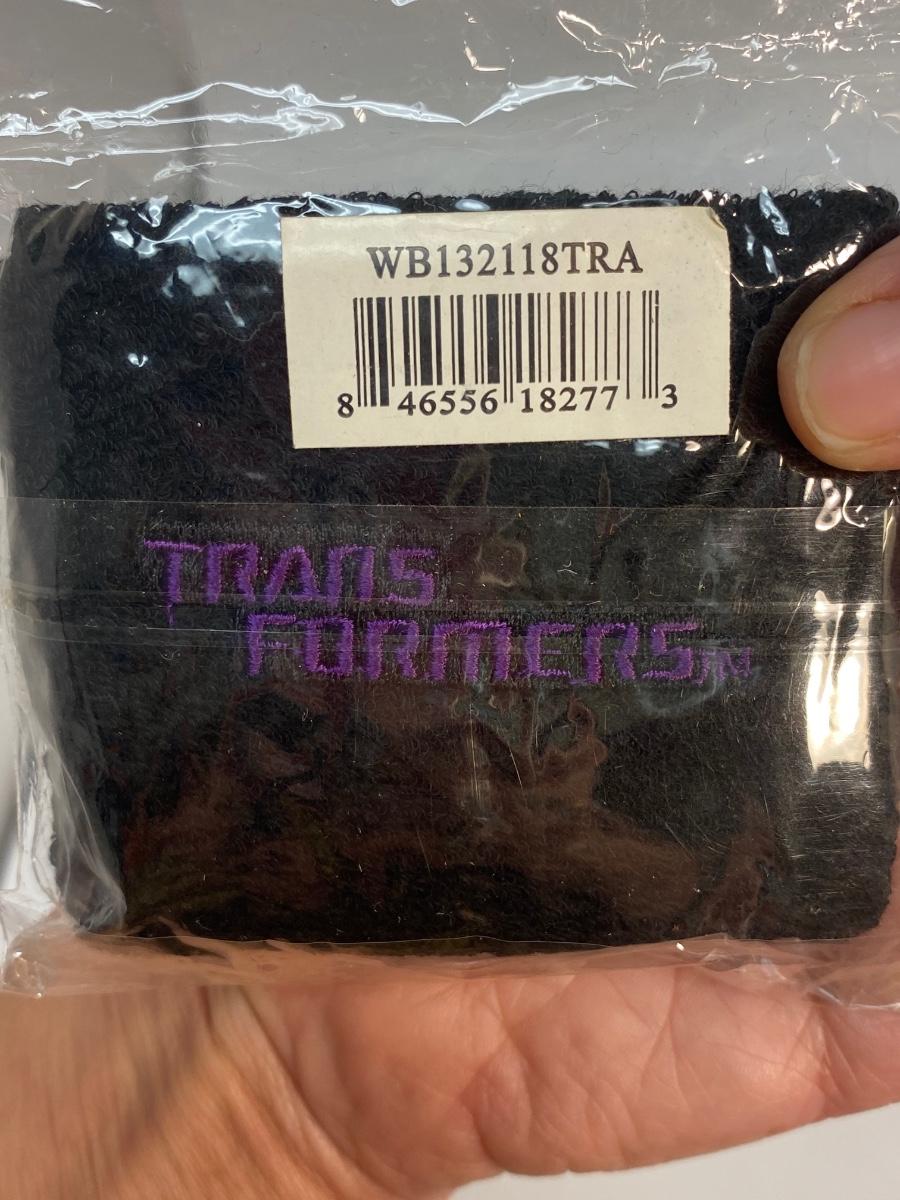 WB132118TRA
8 46556 18277 3
TRANS
FORMERS TM